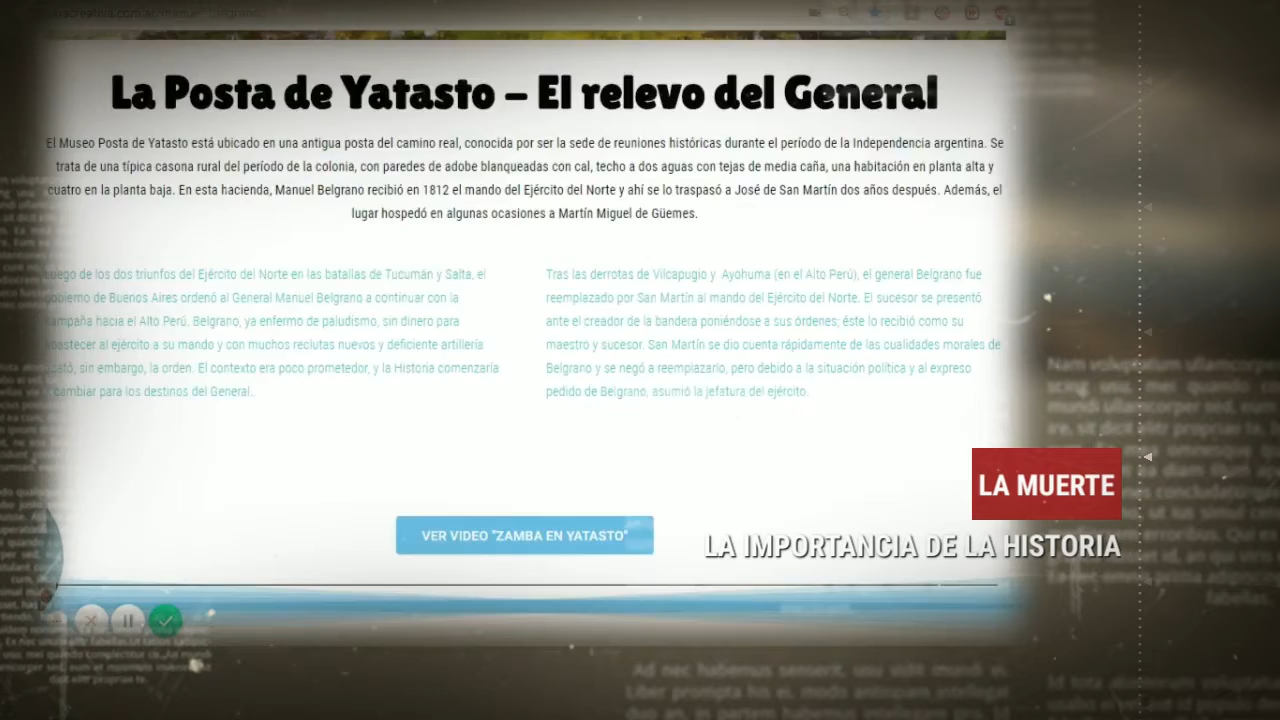 La Posta de Yatasto – El relevo del General
El Museo Posta de Yatasto está ubicado en una antigua posta del camino real, conocida por ser la sede de reuniones históricas durante el período de la Independencia argentina. Se
trata de una típica casona rural del período de la colonia, con paredes de adobe blanqueadas con cal, techo a dos aguas con tejas de media caña, una habitación en planta alta y
cuatro en la planta baja. En esta hacienda, Manuel Belgrano recibió en 1812 el mando del Ejército del Norte y ahí se lo traspasó a José de San Martín dos años después. Además, el
lugar hospedó en algunas ocasiones a Martín Miguel de Güemes.
Luego de los dos triunfos del Ejército del Norte en las batallas de Tucumán y Salta, el
gobierno de Buenos Aires ordenó al General Manuel Belgrano a continuar con la
campaña hacia el Alto Perú. Belgrano, ya enfermo de paludismo, sin dinero para
abastecer al ejército a su mando y con muchos reclutas nuevos y deficiente artillería
acató, sin embargo, la orden. El contexto era poco prometedor, y la Historia comenzaría
a cambiar para los destinos del General.
Tras las derrotas de Vilcapugio y Ayohuma (en el Alto Perú), el general Belgrano fue
reemplazado por San Martín al mando del Ejército del Norte. El sucesor se presentó
ante el creador de la bandera poniéndose a sus órdenes; éste lo recibió como su
maestro y sucesor. San Martín se dio cuenta rápidamente de las cualidades morales de
Belgrano y se negó a reemplazarlo, pero debido a la situación política y al expreso
pedido de Belgrano, asumió la jefatura del ejército.
VER VIDEO "ZAMBA EN YATASTO"
LA MUERTE
LA IMPORTANCIA DE LA HISTORIA